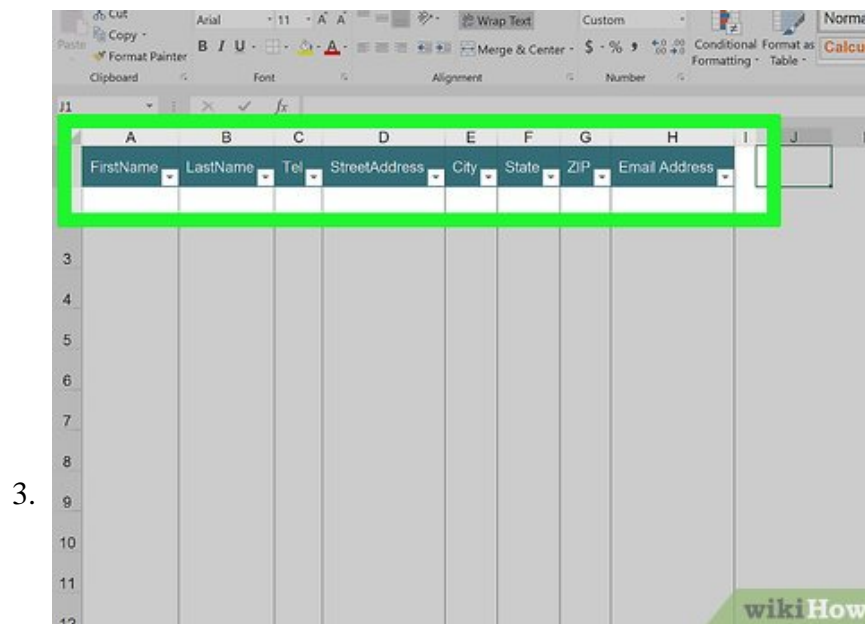 Cut
Arial 11 A A Wrap Text Custom Norma
Copy
Paste B I U A Merge & Center $ % Conditional Format as Calcu
Format Painter Formatting Table
Clipboard Font Alignment Number
J1 fx
A B C D E F G H I J
FirstName LastName Tel StreetAddress City State ZIP Email Address
3
4
5
6
7
8
3.
9
10
11
12
wikiHow